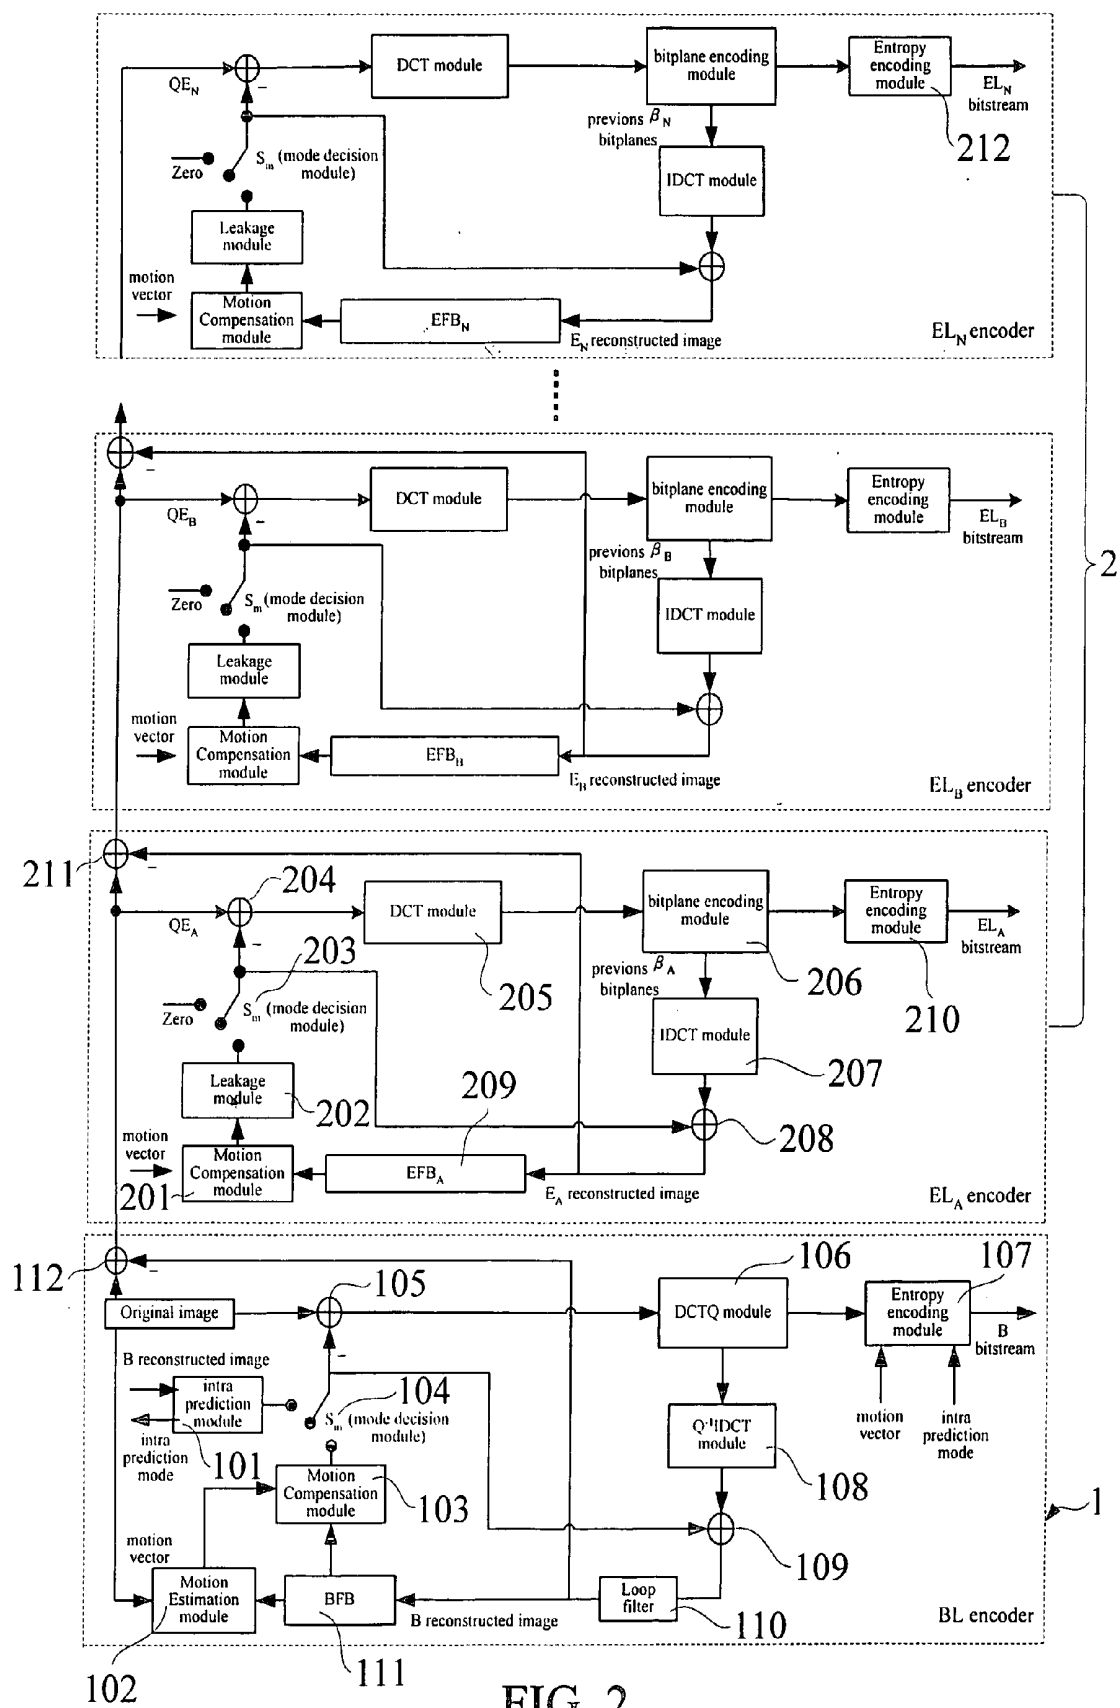 DCT module
bitplane encoding
module
Entropy
encoding
module
QE_N
EL_N
bitstream
212
previons β_N
bitplanes
S_m (mode decision
module)
Zero
IDCT module
Leakage
module
motion
vector
Motion
Compensation
module
EFB_N
E_N reconstructed image
EL_N encoder
DCT module
bitplane encoding
module
Entropy
encoding
module
QE_B
EL_B
bitstream
2
previons β_B
bitplanes
S_m (mode decision
module)
Zero
IDCT module
Leakage
module
motion
vector
Motion
Compensation
module
EFB_B
E_B reconstructed image
EL_B encoder
211
204
DCT module
bitplane encoding
module
Entropy
encoding
module
QE_A
EL_A
bitstream
203
205
206
210
previons β_A
bitplanes
S_m (mode decision
module)
Zero
IDCT module
207
Leakage
module
202
209
208
motion
vector
Motion
Compensation
module
201
EFB_A
E_A reconstructed image
EL_A encoder
112
105
106
107
Original image
DCTQ module
Entropy
encoding
module
B
bitstream
B reconstructed image
intra
prediction
module
104
S_m (mode decision
module)
intra
prediction
mode
101
Q⁻¹IDCT
module
108
motion
vector
intra
prediction
mode
Motion
Compensation
module
103
1
109
motion
vector
Motion
Estimation
module
BFB
B reconstructed image
Loop
filter
110
BL encoder
102
111
FIG. 2